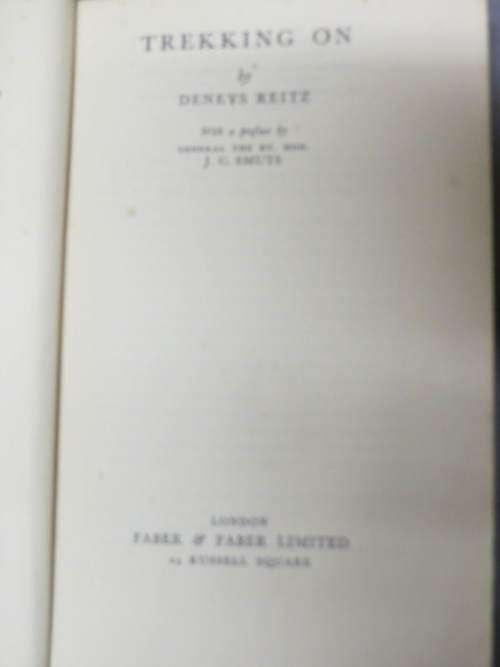 TREKKING ON
by
DENEYS REITZ
With a preface by
GENERAL THE RT. HON.
J. C. SMUTS
LONDON
FABER & FABER LIMITED
24 RUSSELL SQUARE